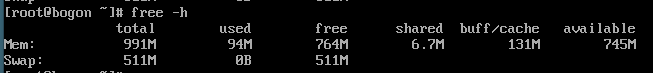 [root@bogon ~]# free -h
total used free shared buff/cache available
Mem: 991M 94M 764M 6.7M 131M 745M
Swap: 511M 0B 511M